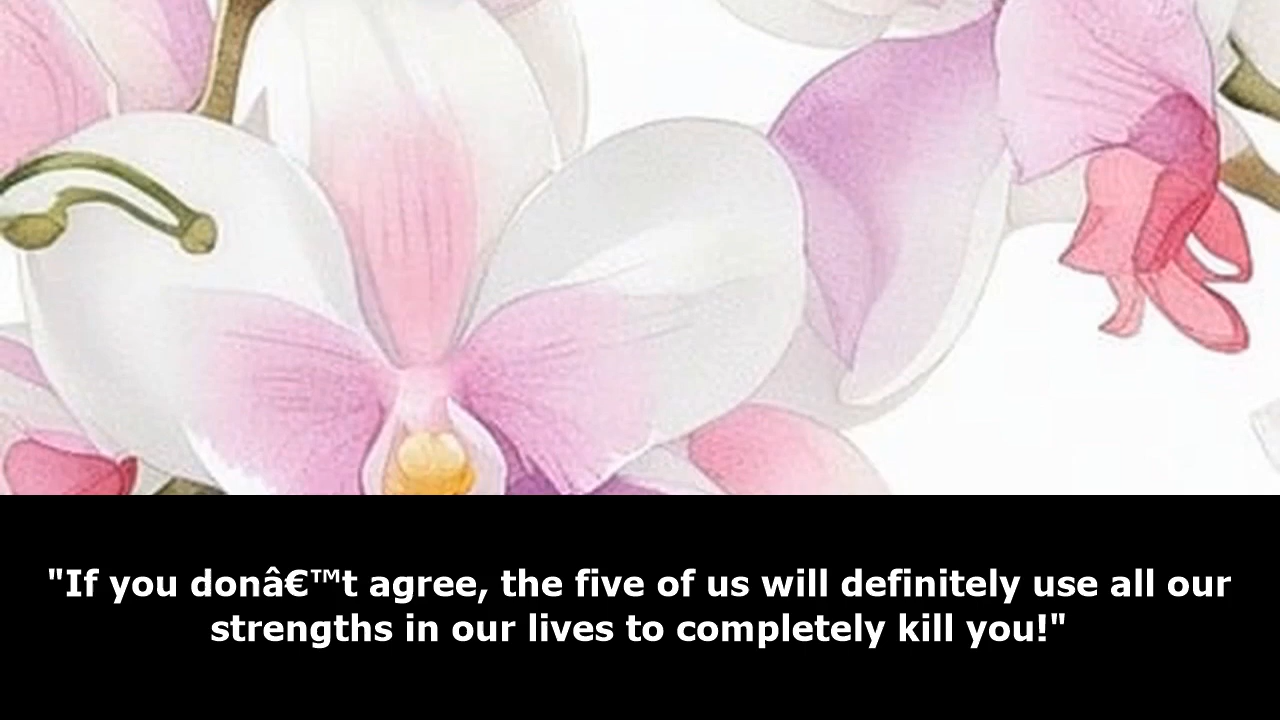 "If you donâ€™t agree, the five of us will definitely use all our
strengths in our lives to completely kill you!"